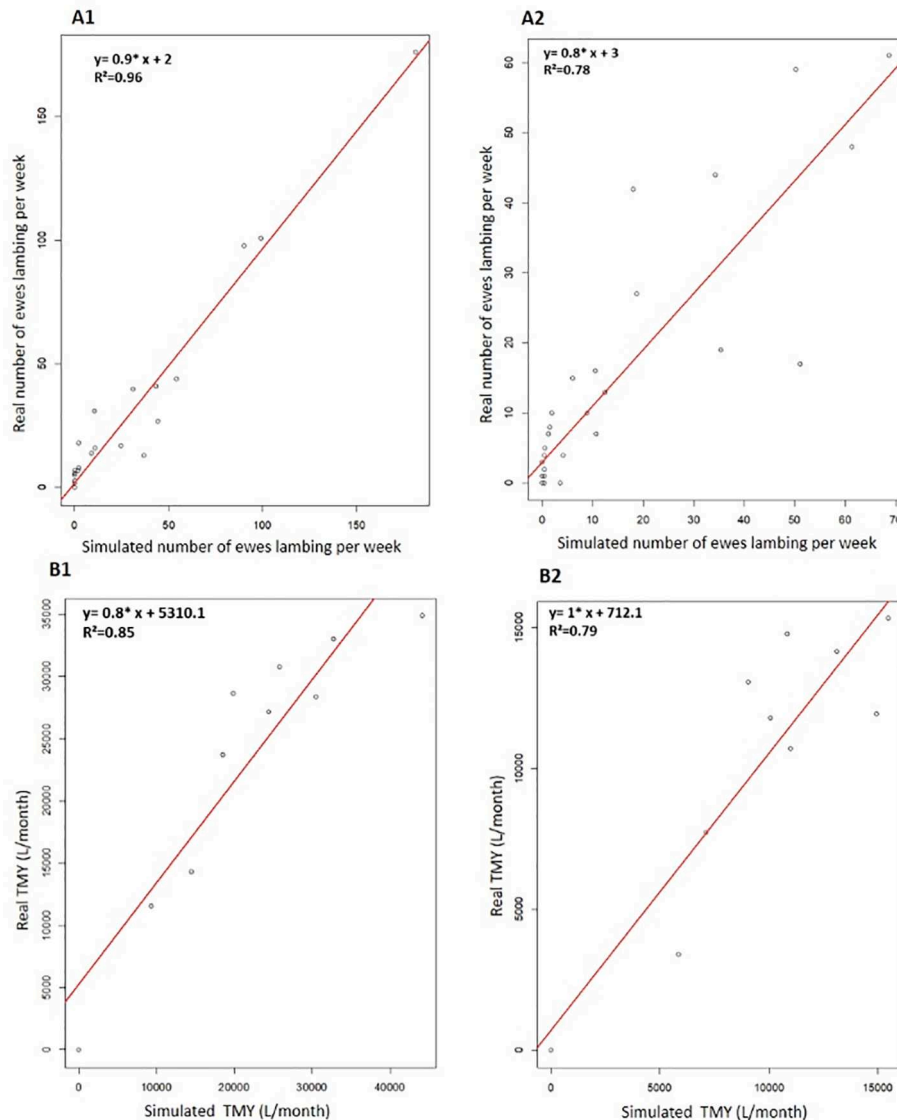 A1
y= 0.9* x + 2
R²=0.96
Real number of ewes lambing per week
150
100
50
0
0 50 100 150
Simulated number of ewes lambing per week
A2
y= 0.8* x + 3
R²=0.78
Real number of ewes lambing per week
60
50
40
30
20
10
0
0 10 20 30 40 50 60 70
Simulated number of ewes lambing per week
B1
y= 0.8* x + 5310.1
R²=0.85
Real TMY (L/month)
35000
30000
25000
20000
15000
10000
5000
0
0 10000 20000 30000 40000
Simulated TMY (L/month)
B2
y= 1* x + 712.1
R²=0.79
Real TMY (L/month)
15000
10000
5000
0
0 5000 10000 15000
Simulated TMY (L/month)